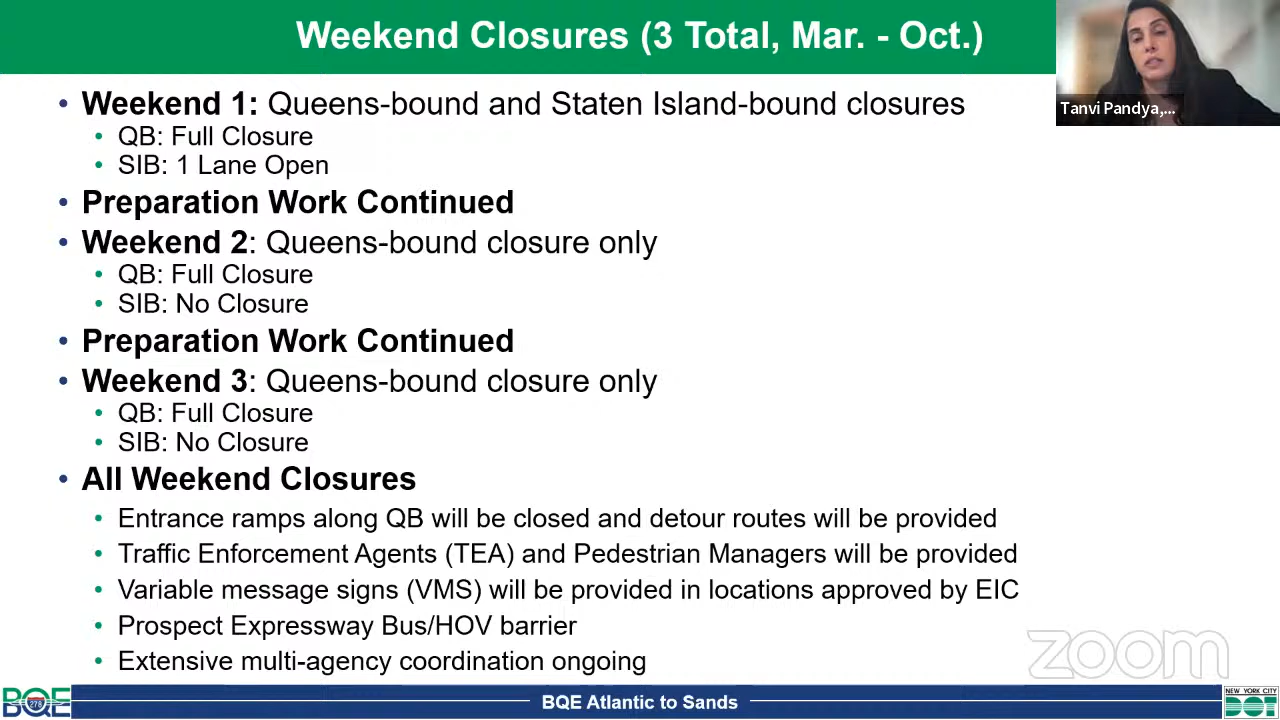 Weekend Closures (3 Total, Mar. - Oct.)
Tanvi Pandya,...
• Weekend 1: Queens-bound and Staten Island-bound closures
• QB: Full Closure
• SIB: 1 Lane Open
• Preparation Work Continued
• Weekend 2: Queens-bound closure only
• QB: Full Closure
• SIB: No Closure
• Preparation Work Continued
• Weekend 3: Queens-bound closure only
• QB: Full Closure
• SIB: No Closure
• All Weekend Closures
• Entrance ramps along QB will be closed and detour routes will be provided
• Traffic Enforcement Agents (TEA) and Pedestrian Managers will be provided
• Variable message signs (VMS) will be provided in locations approved by EIC
• Prospect Expressway Bus/HOV barrier
• Extensive multi-agency coordination ongoing
zoom
BQE
278
BQE Atlantic to Sands
NEW YORK CITY
DOT